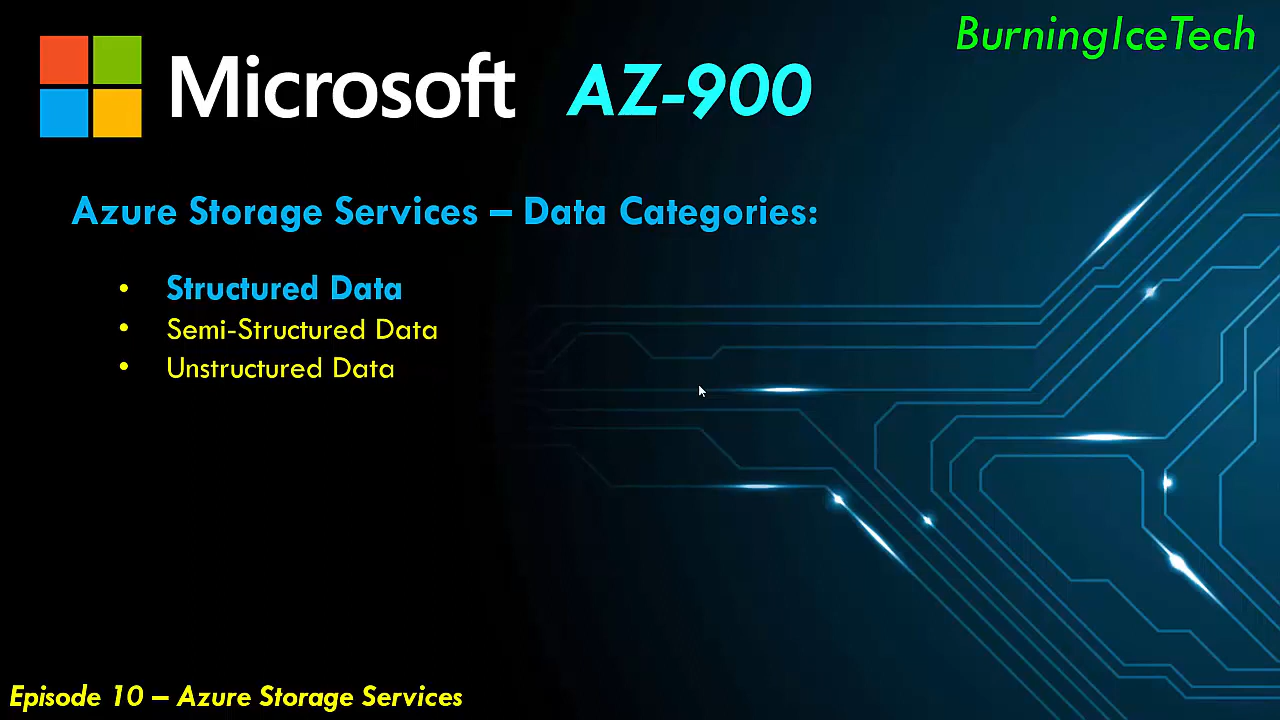 BurningIceTech
Microsoft AZ-900
Azure Storage Services – Data Categories:
• Structured Data
• Semi-Structured Data
• Unstructured Data
Episode 10 – Azure Storage Services